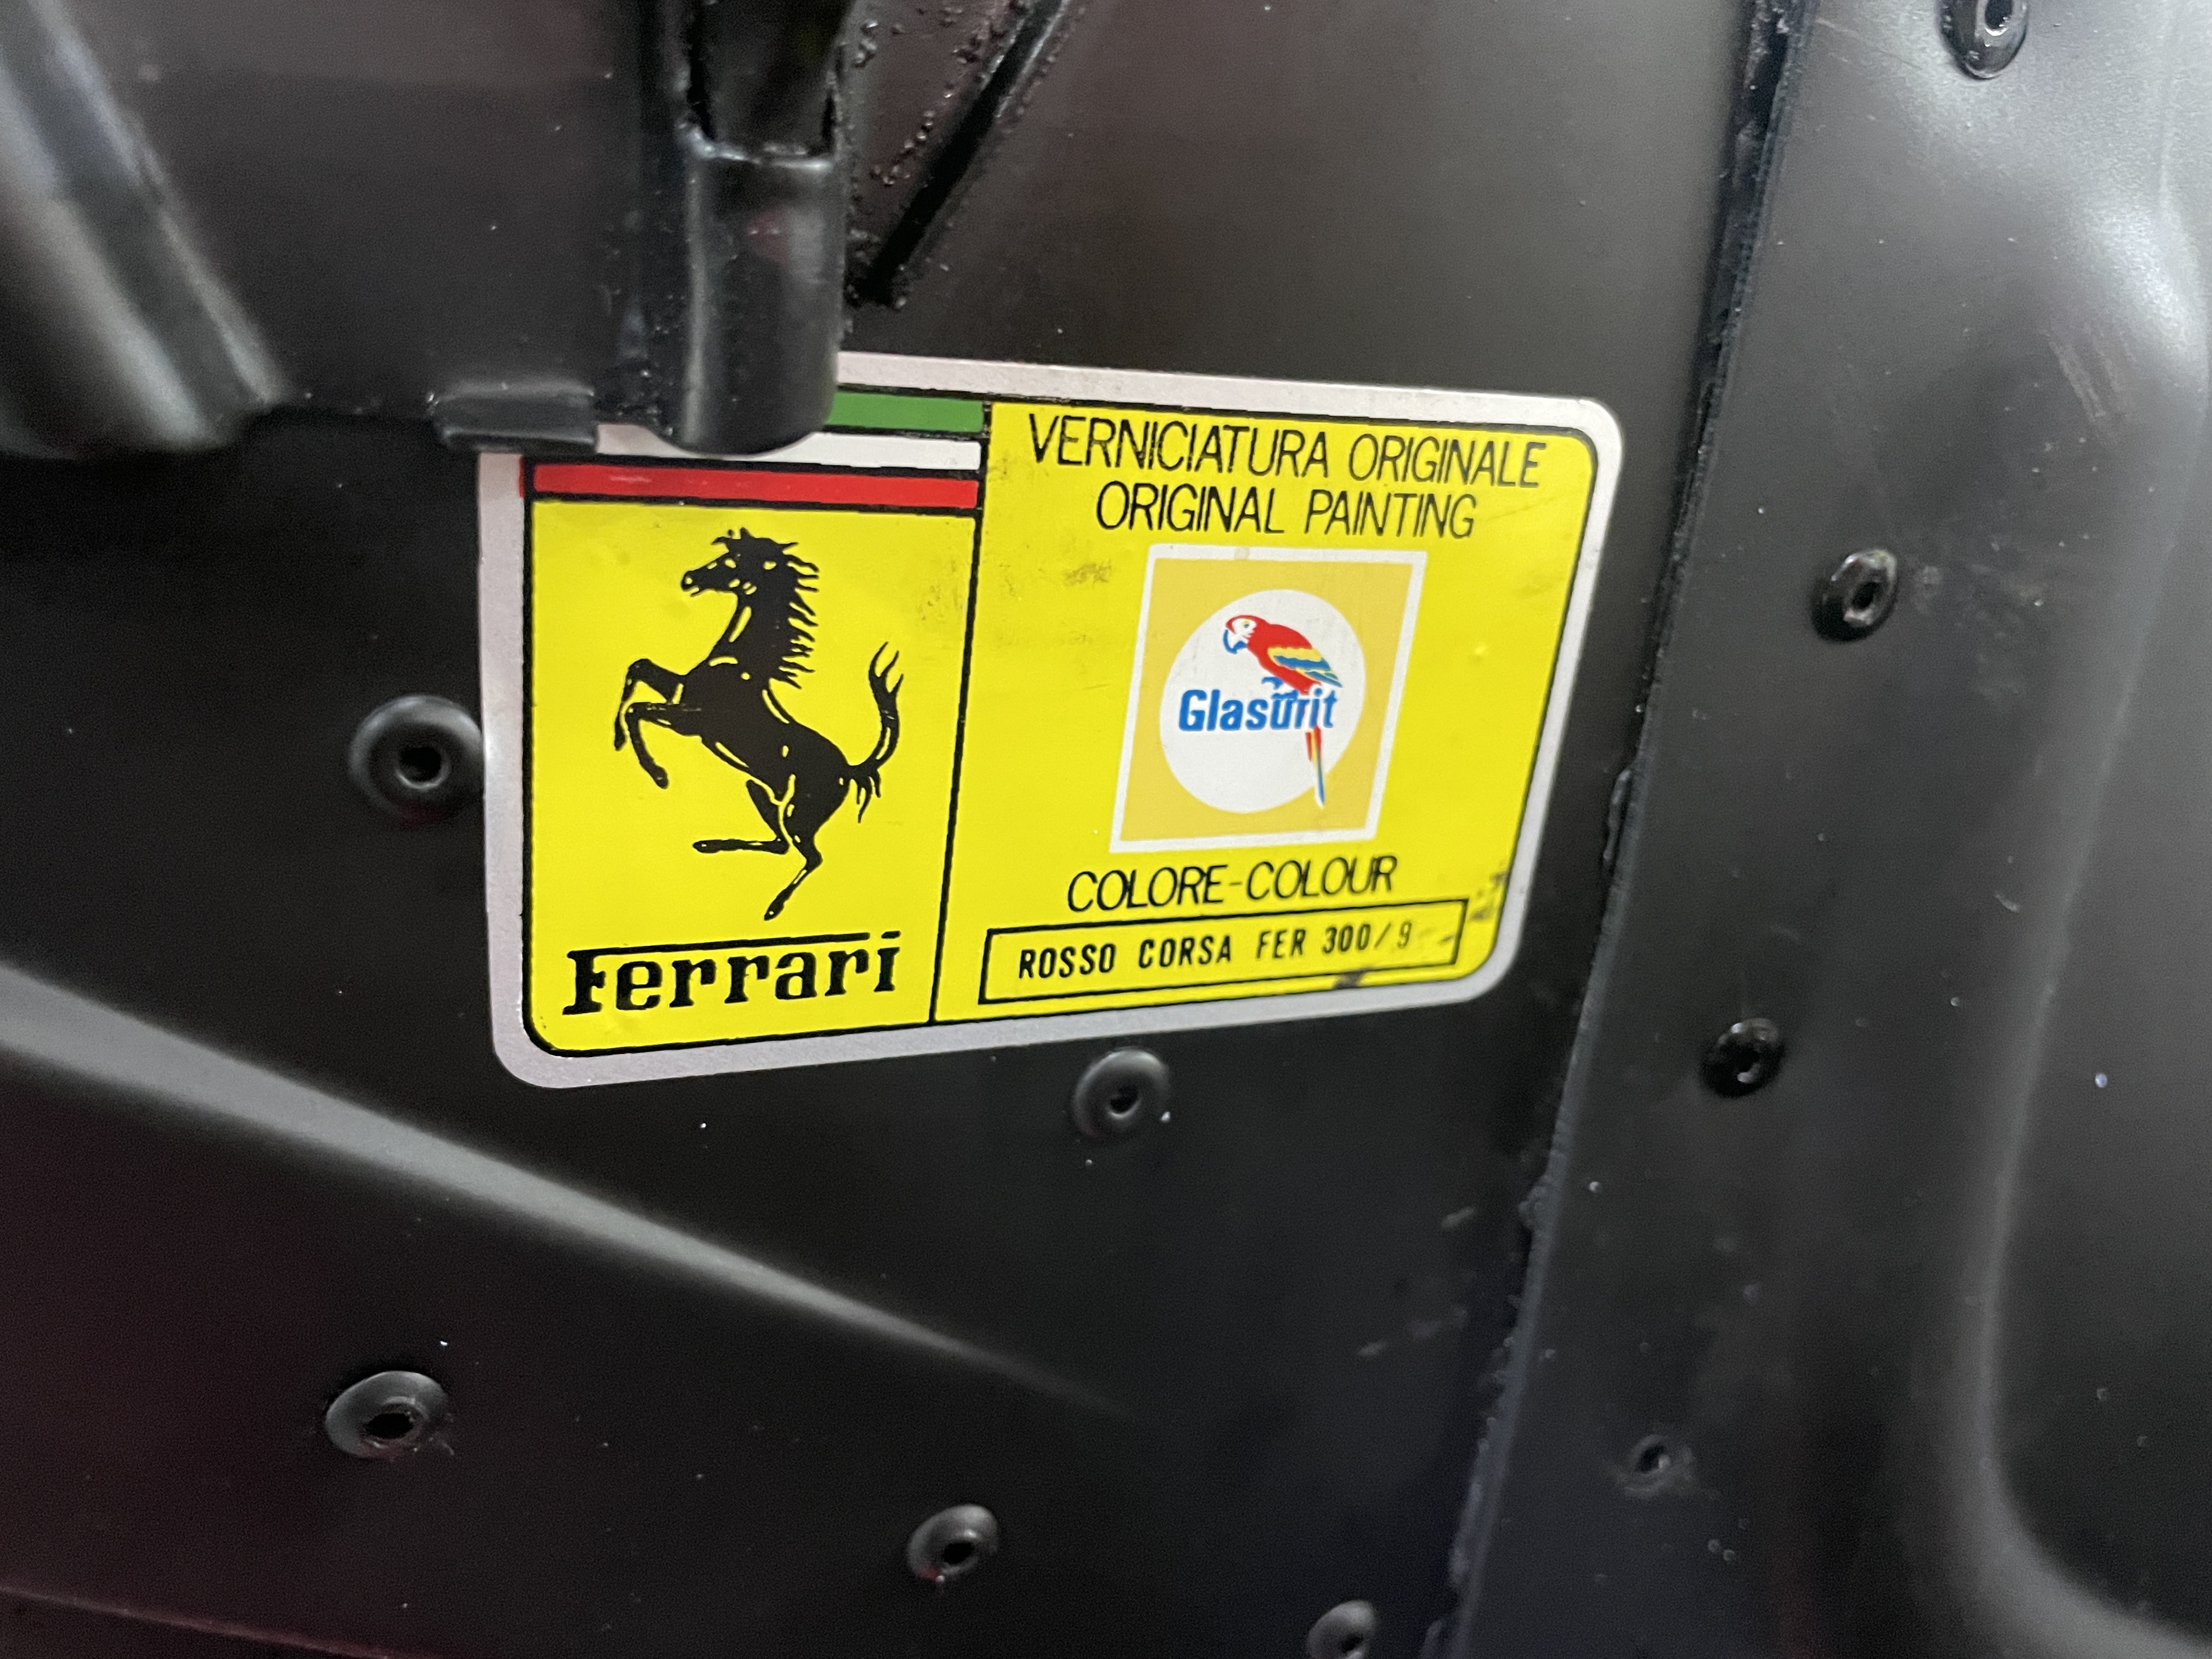 VERNICIATURA ORIGINALE
ORIGINAL PAINTING
Glasurit
COLORE-COLOUR
ROSSO CORSA FER 300/9
Ferrari